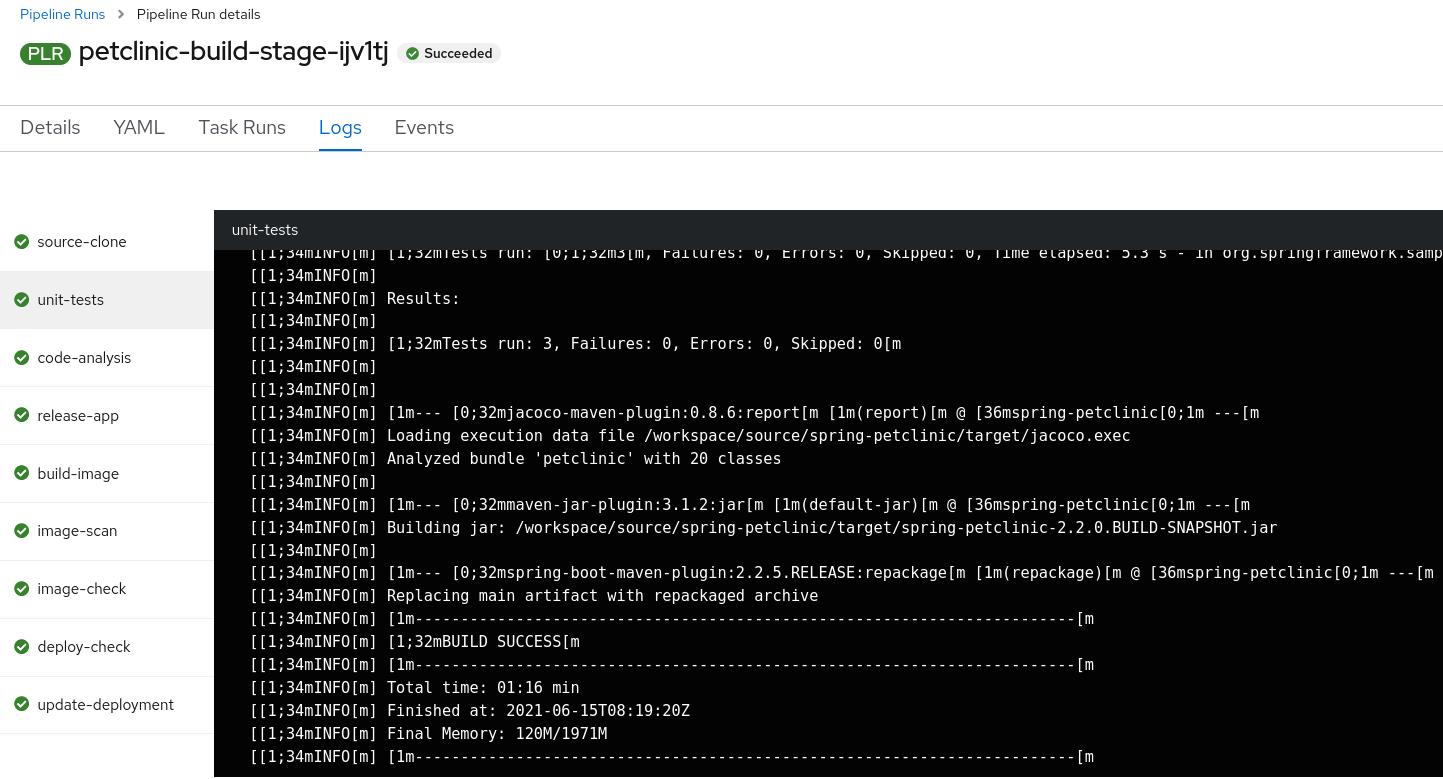 Pipeline Runs > Pipeline Run details
PLR petclinic-build-stage-ijv1tj Succeeded
Details YAML Task Runs Logs Events
source-clone
unit-tests
code-analysis
release-app
build-image
image-scan
image-check
deploy-check
update-deployment
unit-tests
[[1;34mINFO[m] [1;32mTests run: [0;1;32m3[m, Failures: 0, Errors: 0, Skipped: 0, Time elapsed: 5.3 s - in org.springframework.samp
[[1;34mINFO[m]
[[1;34mINFO[m] Results:
[[1;34mINFO[m]
[[1;34mINFO[m] [1;32mTests run: 3, Failures: 0, Errors: 0, Skipped: 0[m
[[1;34mINFO[m]
[[1;34mINFO[m]
[[1;34mINFO[m] [1m--- [0;32mjacoco-maven-plugin:0.8.6:report[m [1m(report)[m @ [36mspring-petclinic[0;1m ---[m
[[1;34mINFO[m] Loading execution data file /workspace/source/spring-petclinic/target/jacoco.exec
[[1;34mINFO[m] Analyzed bundle 'petclinic' with 20 classes
[[1;34mINFO[m]
[[1;34mINFO[m] [1m--- [0;32mmaven-jar-plugin:3.1.2:jar[m [1m(default-jar)[m @ [36mspring-petclinic[0;1m ---[m
[[1;34mINFO[m] Building jar: /workspace/source/spring-petclinic/target/spring-petclinic-2.2.0.BUILD-SNAPSHOT.jar
[[1;34mINFO[m]
[[1;34mINFO[m] [1m--- [0;32mspring-boot-maven-plugin:2.2.5.RELEASE:repackage[m [1m(repackage)[m @ [36mspring-petclinic[0;1m ---[m
[[1;34mINFO[m] Replacing main artifact with repackaged archive
[[1;34mINFO[m] [1m------------------------------------------------------------------------[m
[[1;34mINFO[m] [1;32mBUILD SUCCESS[m
[[1;34mINFO[m] [1m------------------------------------------------------------------------[m
[[1;34mINFO[m] Total time: 01:16 min
[[1;34mINFO[m] Finished at: 2021-06-15T08:19:20Z
[[1;34mINFO[m] Final Memory: 120M/1971M
[[1;34mINFO[m] [1m------------------------------------------------------------------------[m